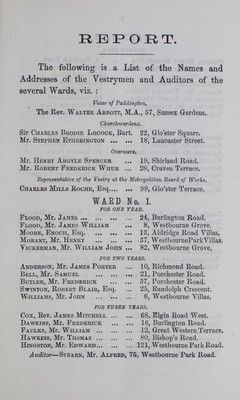 REPORT.
The following is a List of the Names and
Addresses of the Vestrymen and Auditors of the
several Wards, viz. :
Vicar of Paddington,
The Rev. WALTER ABBOTT, M.A., 57, Sussex Gardens.
Churchwardens.
Sir CHARLES BRODIE LOCOCK, Bart. 22, Glo'ster Square.
Mr. STEPHEN ETHERINGTON ... ... 18, Lancaster Street.
Overseers.
Mr. HENRY ARGYLE SPENCER ... 19, Shirland Road.
Mr. ROBERT FREDERICK WHUR ... 28, Craven Terrace.
Representative of the Vestry at the Metropolitan Board of Works.
CHARLES MILLS ROCHE, Esq.... ... 98, Glo'ster Terrace.
WARD No. 1.
FOR ONE YEAR.
FLOOD, Mr. JAMES ... ... ... ... 24, Burlington Road.
FLOOD, Mr. JAMES WILLIAM ... 8, Westbourne Grove.
MOORE, ENOCH, Esq. ... ... ... 13, Aldridge Road Villas.
MORANT, Mr. HENRY ... ... ... 57, Westbourne Park Villas.
VICKERMAN, Mr. WILLIAM JOHN ... 82, Westbourne Grove.
FOR TWO YEARS.
ANDERSON, Mr. JAMES PORTER ... 10, Richmond Road.
BELL, Mr. SAMUEL ... ... ... ... 21, Porchester Road.
BUTLER, Mr. FREDERICK ... ... 37, Porchester Road.
SWINTON, ROBERT BLAIR, Esq. ... 25, Randolph Crescent.
WILLIAMS, Mr. JOHN ... ... ... 6, Westbourne Villas.
FOR THREE YEARS.
COX, Rev. JAMES MITCHELL ... ... 68, Elgin Road West.
DAWKINS, Mr. FREDERICK ... ... 16, Burlington Road.
FAULKS, Mr. WILLIAM ... ... ... 12, Great Western Terrace.
HAWKINS, Mr. THOMAS ... ... ... 80, Bishop's Road.
HINGSTON, Mr. EDWARD... ... ... 121, Westbourne Park Road.
Auditor—STEARN, Mr. ALFRED, 75, Westbourne Park Road.